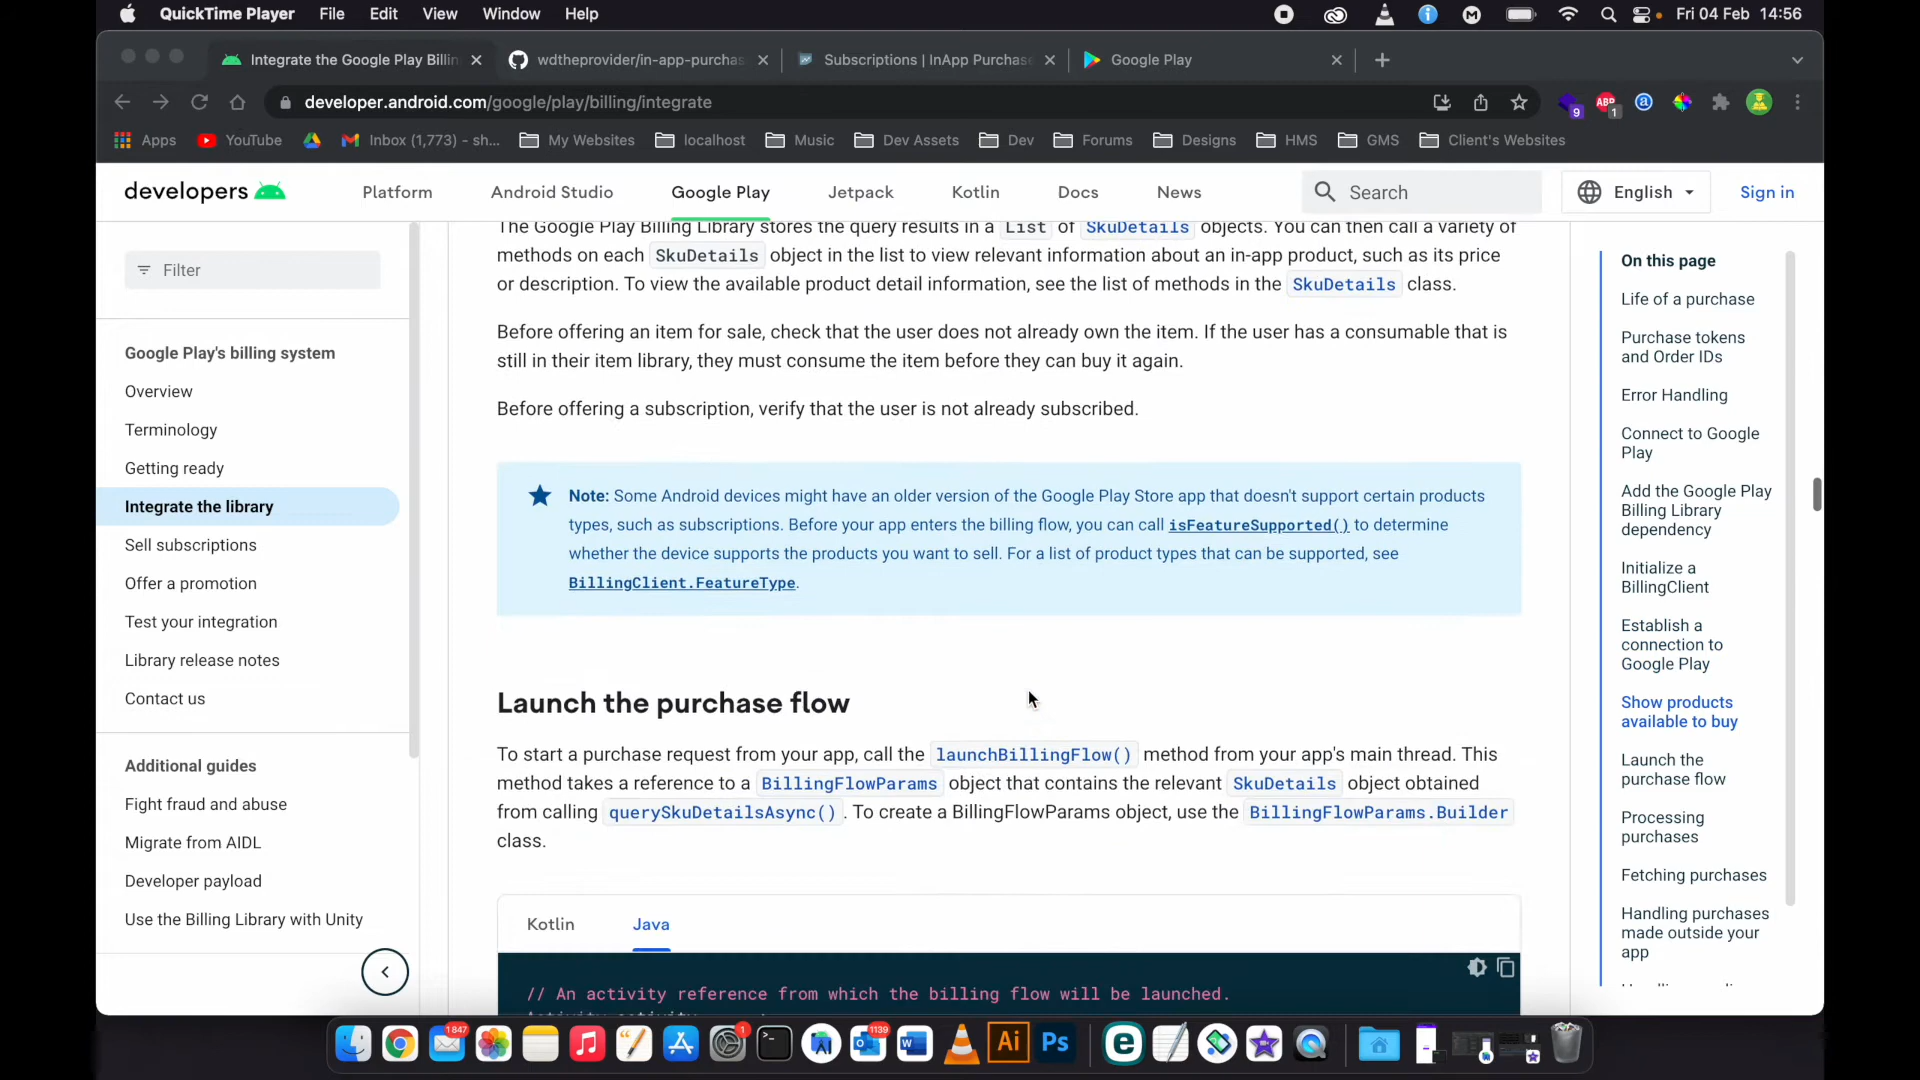 QuickTime Player File Edit View Window Help Fri 04 Feb 14:56
Integrate the Google Play Billin wdtheprovider/in-app-purchas Subscriptions | InApp Purchase Google Play
developer.android.com/google/play/billing/integrate
9 ABP 1
Apps YouTube Inbox (1,773) - sh... My Websites localhost Music Dev Assets Dev Forums Designs HMS GMS Client's Websites
developers Platform Android Studio Google Play Jetpack Kotlin Docs News Search English Sign in
Filter
Google Play's billing system
Overview
Terminology
Getting ready
Integrate the library
Sell subscriptions
Offer a promotion
Test your integration
Library release notes
Contact us
Additional guides
Fight fraud and abuse
Migrate from AIDL
Developer payload
Use the Billing Library with Unity
The Google Play Billing Library stores the query results in a List of SkuDetails objects. You can then call a variety of
methods on each SkuDetails object in the list to view relevant information about an in-app product, such as its price
or description. To view the available product detail information, see the list of methods in the SkuDetails class.
Before offering an item for sale, check that the user does not already own the item. If the user has a consumable that is
still in their item library, they must consume the item before they can buy it again.
Before offering a subscription, verify that the user is not already subscribed.
Note: Some Android devices might have an older version of the Google Play Store app that doesn't support certain products
types, such as subscriptions. Before your app enters the billing flow, you can call isFeatureSupported() to determine
whether the device supports the products you want to sell. For a list of product types that can be supported, see
BillingClient.FeatureType.
Launch the purchase flow
To start a purchase request from your app, call the launchBillingFlow() method from your app's main thread. This
method takes a reference to a BillingFlowParams object that contains the relevant SkuDetails object obtained
from calling querySkuDetailsAsync(). To create a BillingFlowParams object, use the BillingFlowParams.Builder
class.
Kotlin Java
// An activity reference from which the billing flow will be launched.
On this page
Life of a purchase
Purchase tokens
and Order IDs
Error Handling
Connect to Google
Play
Add the Google Play
Billing Library
dependency
Initialize a
BillingClient
Establish a
connection to
Google Play
Show products
available to buy
Launch the
purchase flow
Processing
purchases
Fetching purchases
Handling purchases
made outside your
app
1847 1 1139 Ai Ps